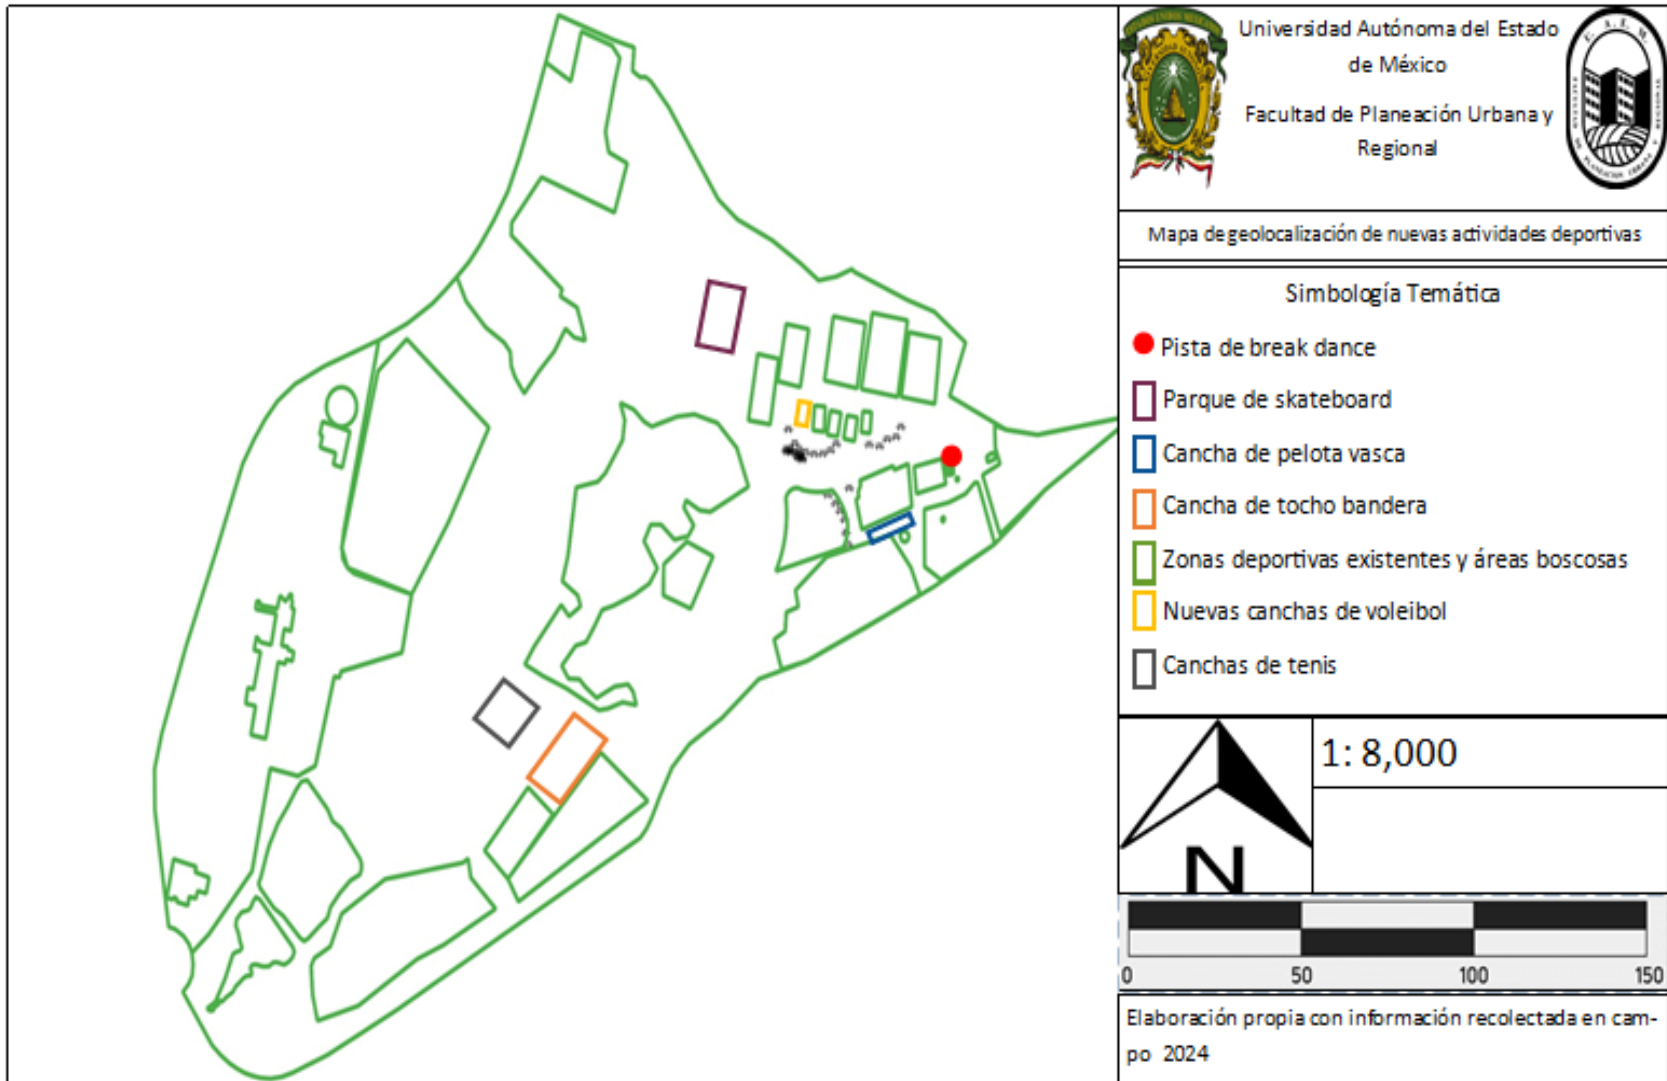 Universidad Autónoma del Estado
de México
Facultad de Planeación Urbana y
Regional
Mapa de geolocalización de nuevas actividades deportivas
Simbología Temática
Pista de break dance
Parque de skateboard
Cancha de pelota vasca
Cancha de tocho bandera
Zonas deportivas existentes y áreas boscosas
Nuevas canchas de voleibol
Canchas de tenis
N
1: 8,000
0 50 100 150
Elaboración propia con información recolectada en cam-
po 2024